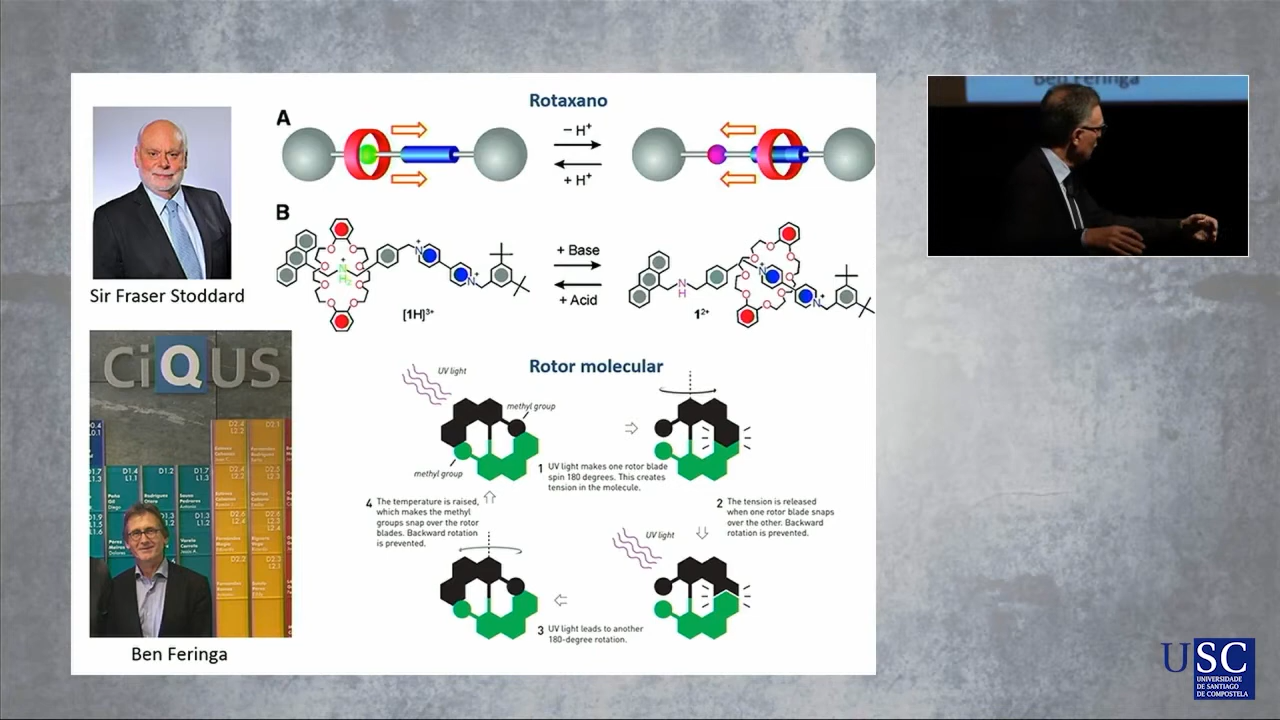 Rotaxano
A
– H⁺
+ H⁺
B
+ Base
+ Acid
N
H₂
+
N
+
N
+
O
O
O
O
O
O
[1H]³⁺
N
H
N
N
+
O
O
O
O
O
O
1²⁺
Sir Fraser Stoddard
CiQUS
Ben Feringa
Rotor molecular
UV light
methyl group
methyl group
1 UV light makes one rotor blade
spin 180 degrees. This creates
tension in the molecule.
2 The tension is released
when one rotor blade snaps
over the other. Backward
rotation is prevented.
UV light
3 UV light leads to another
180-degree rotation.
4 The temperature is raised,
which makes the methyl
groups snap over the rotor
blades. Backward rotation
is prevented.
Ben Feringa
USC
UNIVERSIDADE
DE SANTIAGO
DE COMPOSTELA